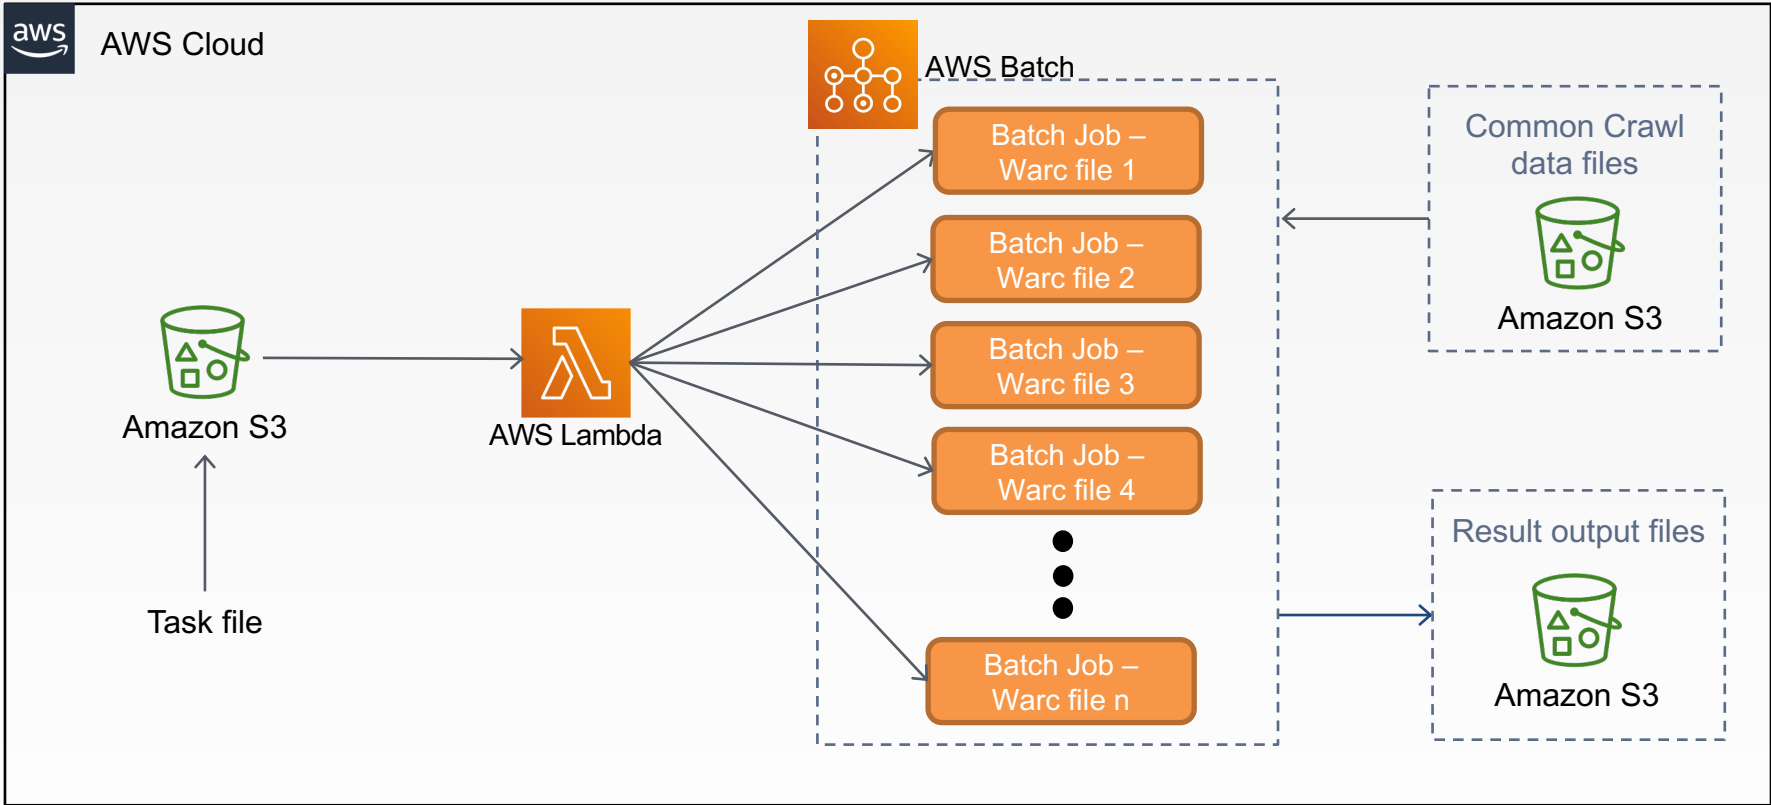 aws
AWS Cloud
AWS Batch
Batch Job –
Warc file 1
Batch Job –
Warc file 2
Batch Job –
Warc file 3
Batch Job –
Warc file 4
Batch Job –
Warc file n
Common Crawl
data files
Amazon S3
Amazon S3
AWS Lambda
Task file
Result output files
Amazon S3